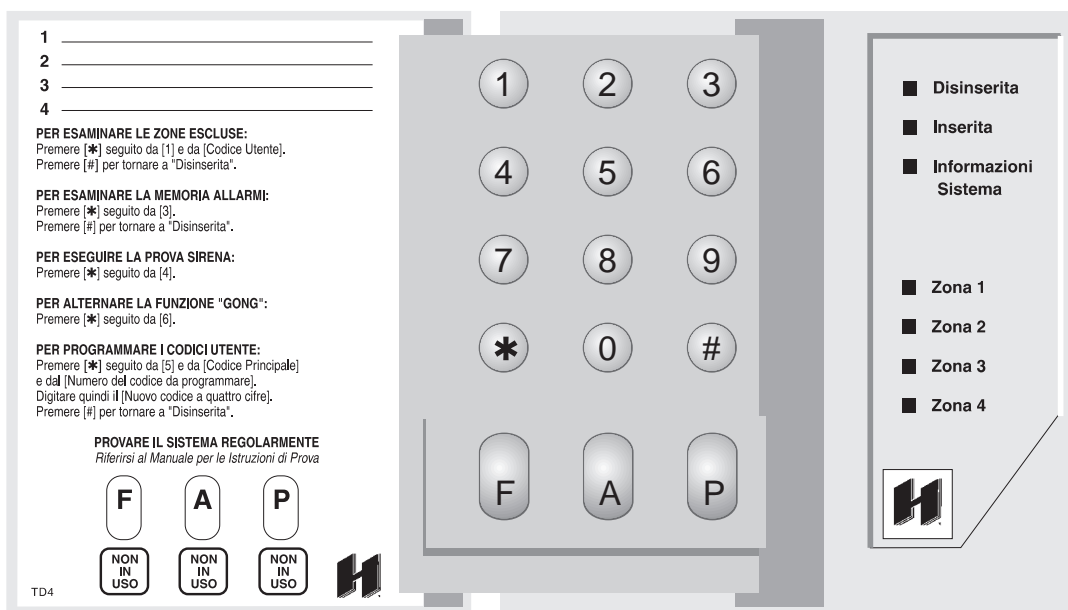 1
2
3
4
PER ESAMINARE LE ZONE ESCLUSE:
Premere [✱] seguito da [1] e da [Codice Utente].
Premere [#] per tornare a "Disinserita".
PER ESAMINARE LA MEMORIA ALLARMI:
Premere [✱] seguito da [3].
Premere [#] per tornare a "Disinserita".
PER ESEGUIRE LA PROVA SIRENA:
Premere [✱] seguito da [4].
PER ALTERNARE LA FUNZIONE "GONG":
Premere [✱] seguito da [6].
PER PROGRAMMARE I CODICI UTENTE:
Premere [✱] seguito da [5] e da [Codice Principale]
e dal [Numero del codice da programmare].
Digitare quindi il [Nuovo codice a quattro cifre].
Premere [#] per tornare a "Disinserita".
PROVARE IL SISTEMA REGOLARMENTE
Riferirsi al Manuale per le Istruzioni di Prova
F A P
NON IN USO
NON IN USO
NON IN USO
TD4
1 2 3
4 5 6
7 8 9
✱ 0 #
F A P
Disinserita
Inserita
Informazioni
Sistema
Zona 1
Zona 2
Zona 3
Zona 4
H